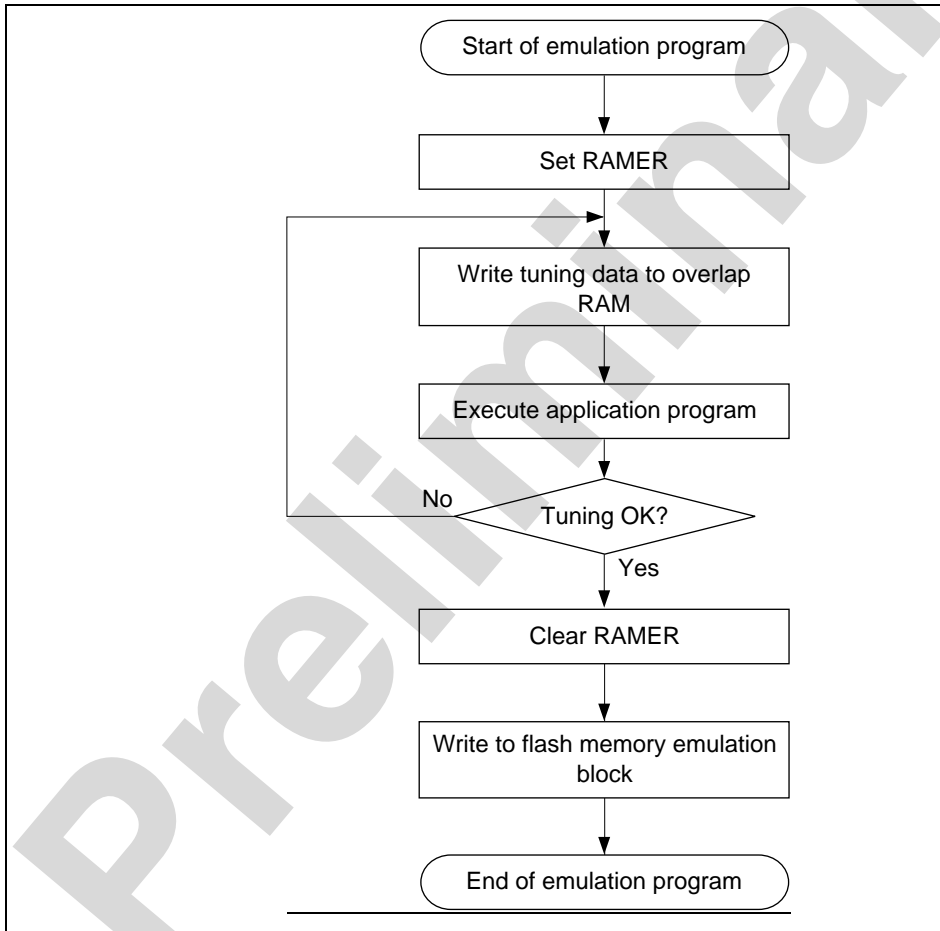 Start of emulation program
Set RAMER
Write tuning data to overlap
RAM
Execute application program
No
Tuning OK?
Yes
Clear RAMER
Write to flash memory emulation
block
End of emulation program
Preliminar